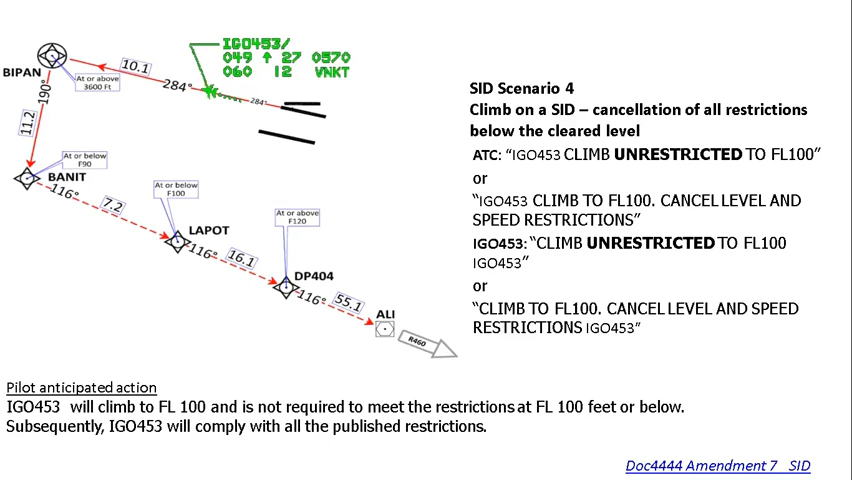 IGO453/
049 ↑ 27 0570
060 12 VNKT
BIPAN
At or above
3600 Ft
10.1
284°
284°
190°
11.2
At or below
F90
BANIT
116°
7.2
At or below
F100
LAPOT
116°
16.1
At or above
F120
DP404
116°
55.1
ALI
R460
SID Scenario 4
Climb on a SID – cancellation of all restrictions
below the cleared level
ATC: “IGO453 CLIMB UNRESTRICTED TO FL100”
or
“IGO453 CLIMB TO FL100. CANCEL LEVEL AND
SPEED RESTRICTIONS”
IGO453: “CLIMB UNRESTRICTED TO FL100
IGO453”
or
“CLIMB TO FL100. CANCEL LEVEL AND SPEED
RESTRICTIONS IGO453”
Pilot anticipated action
IGO453 will climb to FL 100 and is not required to meet the restrictions at FL 100 feet or below.
Subsequently, IGO453 will comply with all the published restrictions.
Doc4444 Amendment 7 SID